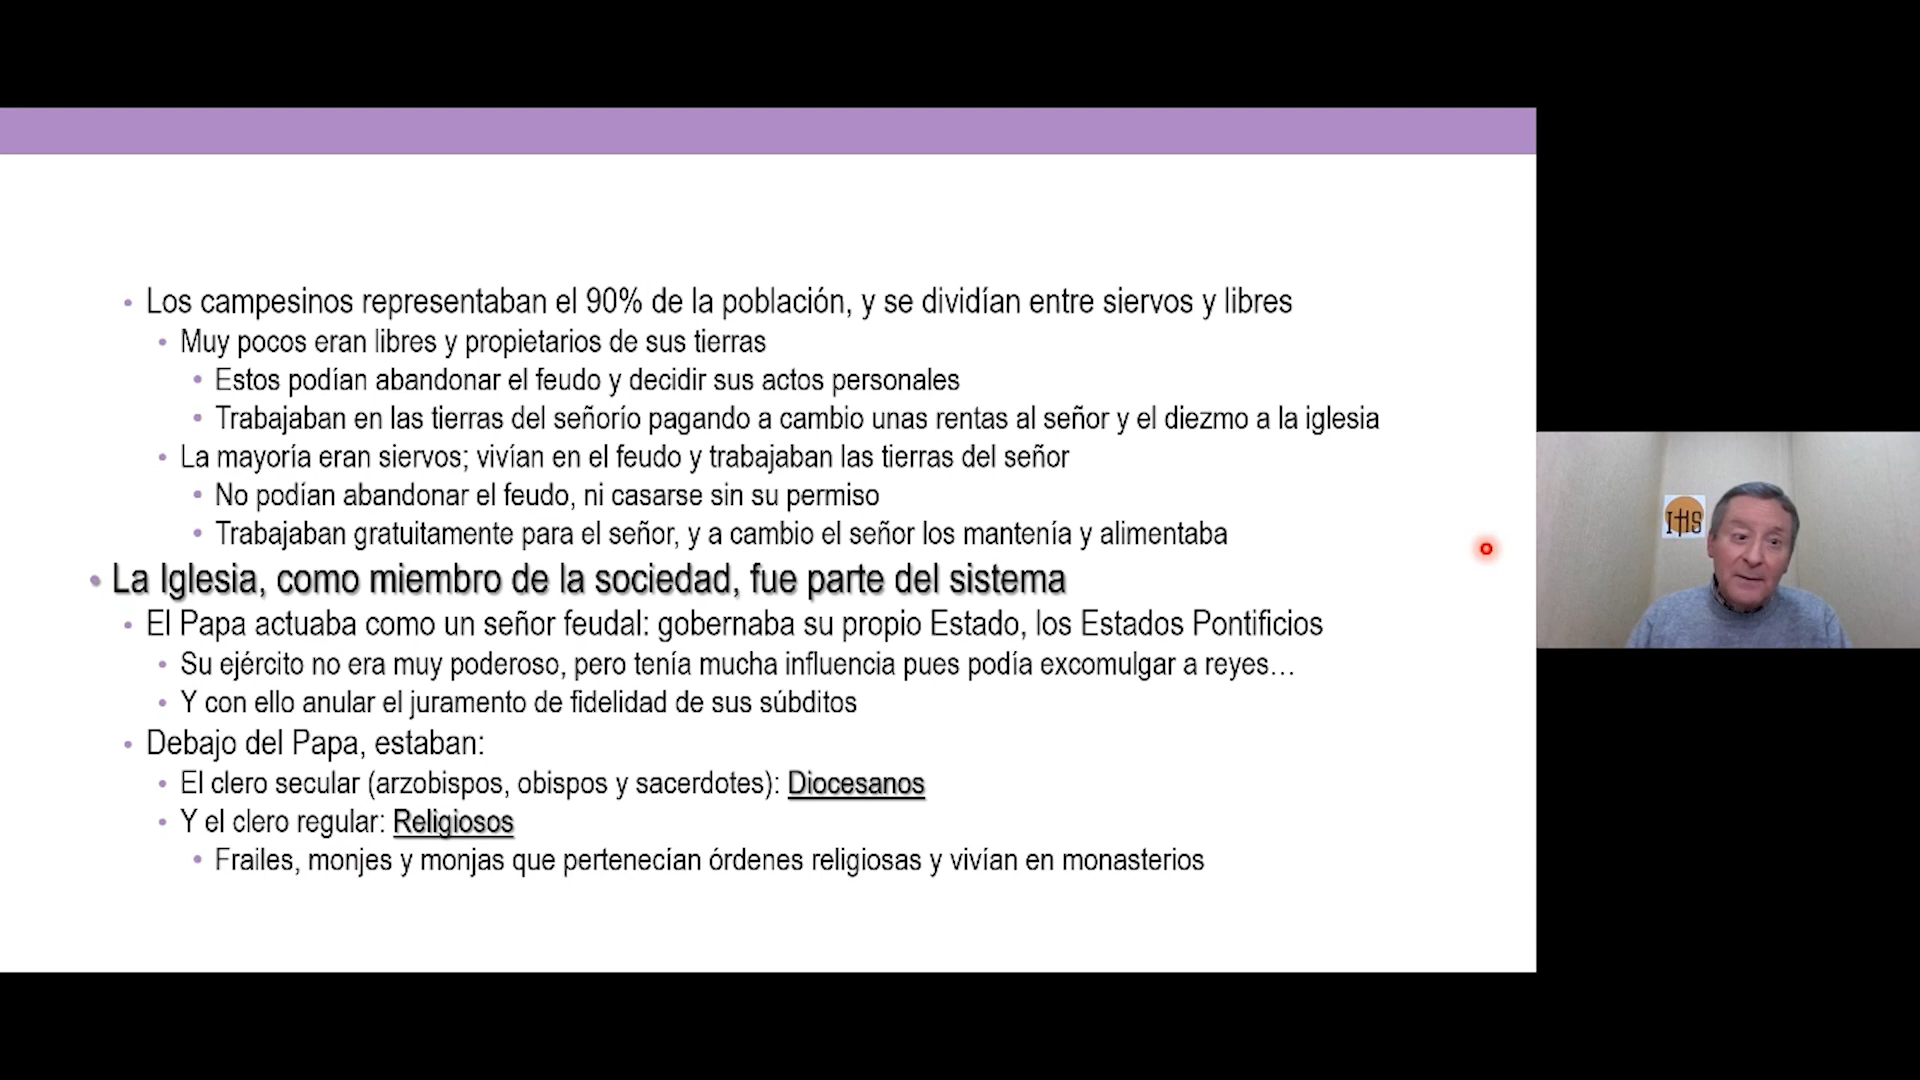 • Los campesinos representaban el 90% de la población, y se dividían entre siervos y libres
• Muy pocos eran libres y propietarios de sus tierras
• Estos podían abandonar el feudo y decidir sus actos personales
• Trabajaban en las tierras del señorío pagando a cambio unas rentas al señor y el diezmo a la iglesia
• La mayoría eran siervos; vivían en el feudo y trabajaban las tierras del señor
• No podían abandonar el feudo, ni casarse sin su permiso
• Trabajaban gratuitamente para el señor, y a cambio el señor los mantenía y alimentaba
• La Iglesia, como miembro de la sociedad, fue parte del sistema
• El Papa actuaba como un señor feudal: gobernaba su propio Estado, los Estados Pontificios
• Su ejército no era muy poderoso, pero tenía mucha influencia pues podía excomulgar a reyes…
• Y con ello anular el juramento de fidelidad de sus súbditos
• Debajo del Papa, estaban:
• El clero secular (arzobispos, obispos y sacerdotes): Diocesanos
• Y el clero regular: Religiosos
• Frailes, monjes y monjas que pertenecían órdenes religiosas y vivían en monasterios
IHS